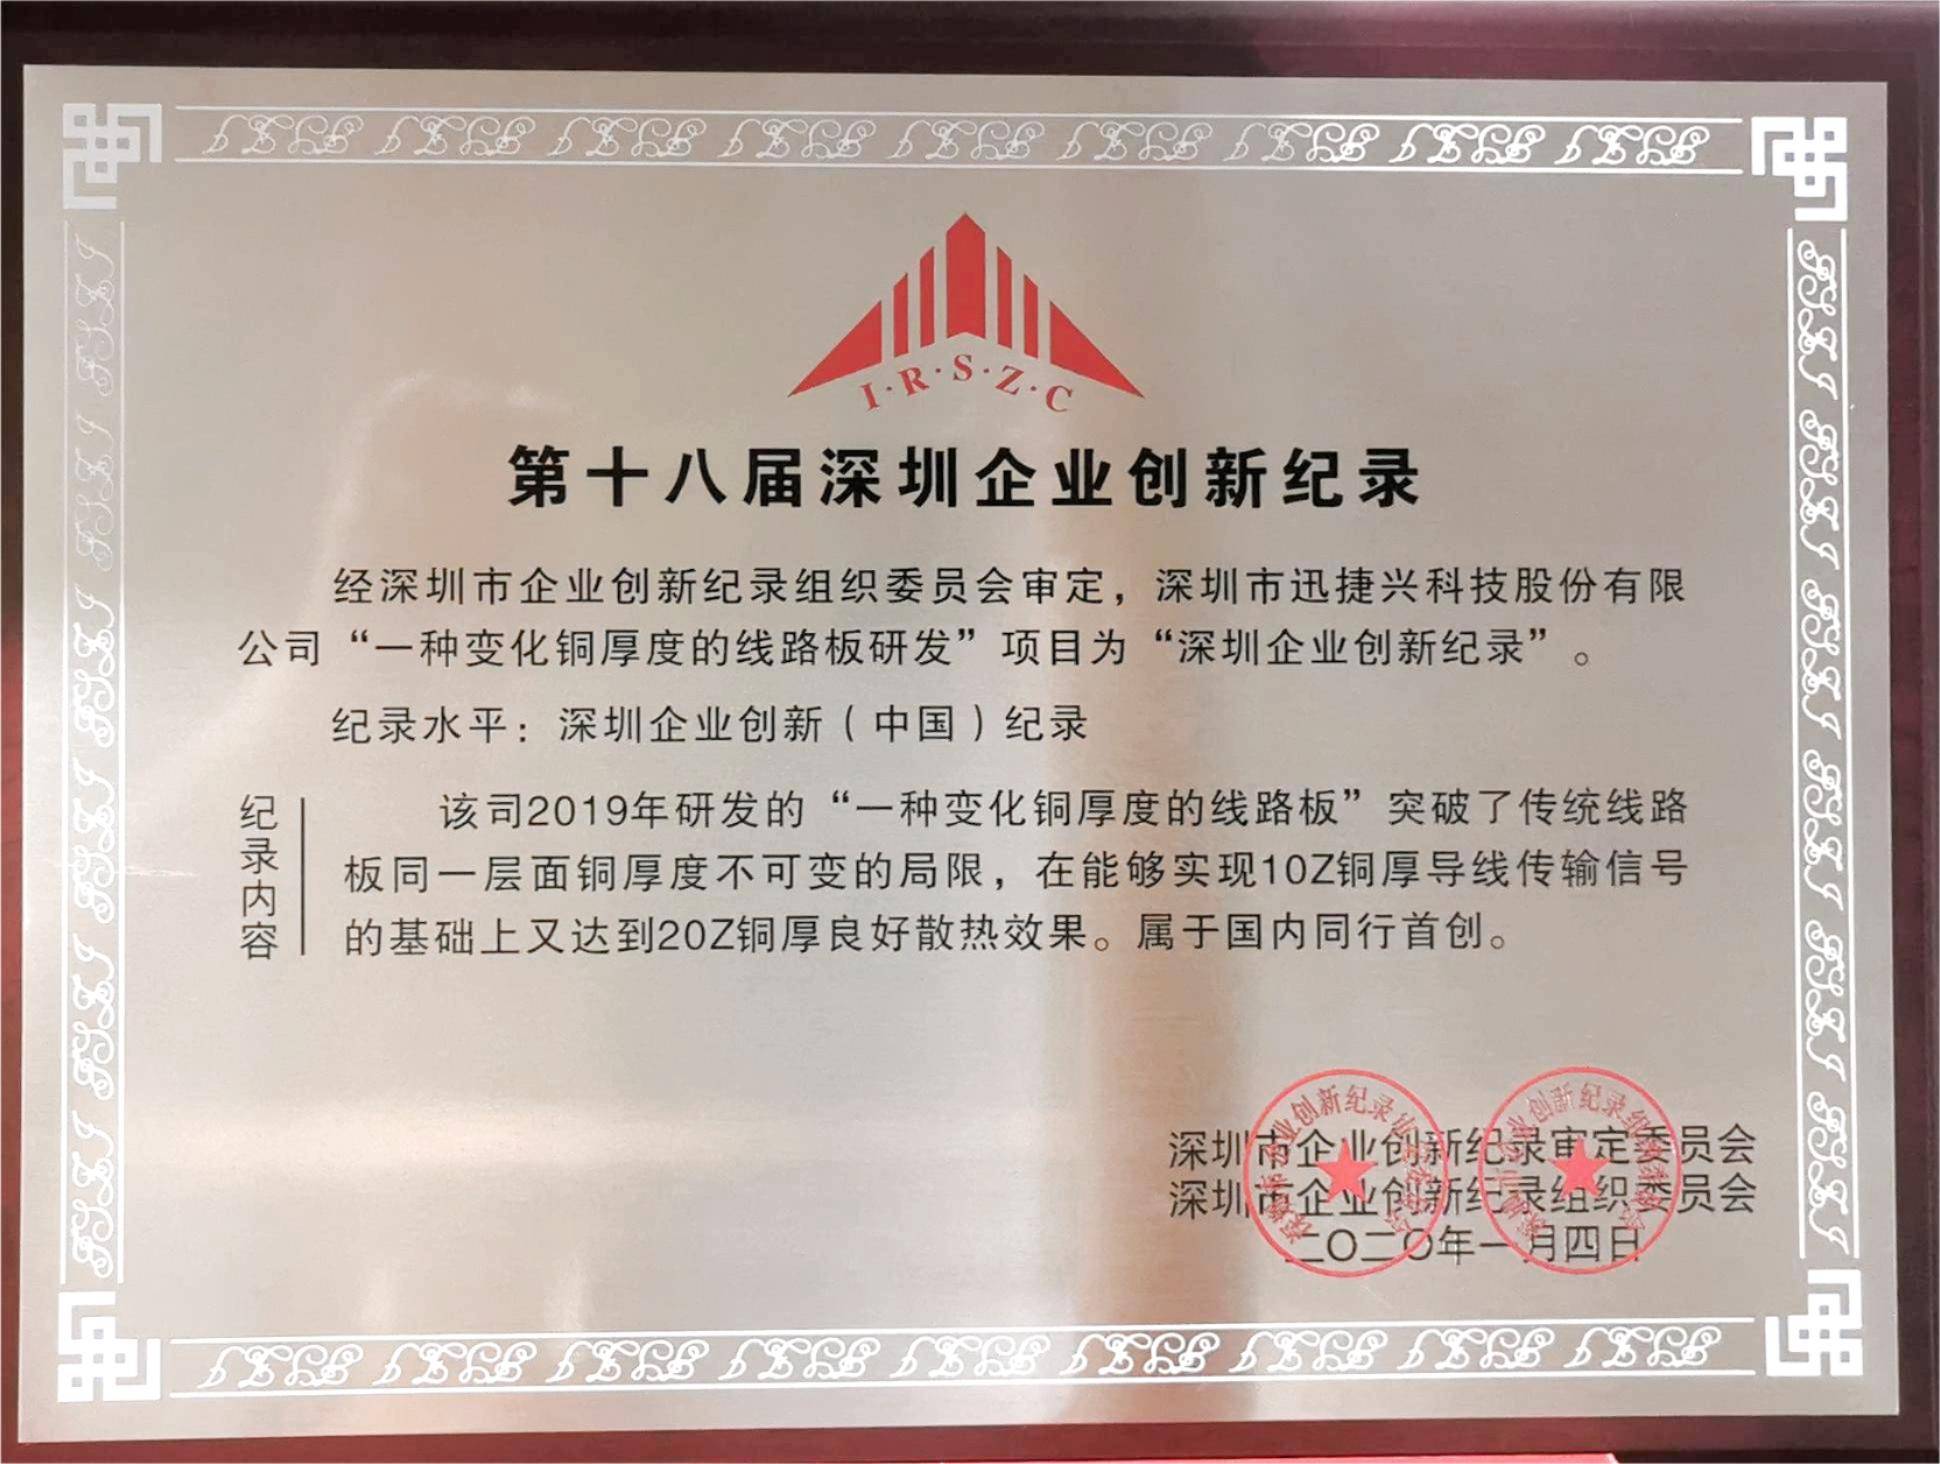 I·R·S·Z·C
第十八届深圳企业创新纪录
经深圳市企业创新纪录组织委员会审定，深圳市迅捷兴科技股份有限
公司“一种变化铜厚度的线路板研发”项目为“深圳企业创新纪录”。
纪录水平：深圳企业创新（中国）纪录
纪录内容
该司2019年研发的“一种变化铜厚度的线路板”突破了传统线路
板同一层面铜厚度不可变的局限，在能够实现1OZ铜厚导线传输信号
的基础上又达到2OZ铜厚良好散热效果。属于国内同行首创。
深圳市企业创新纪录审定委员会
深圳市企业创新纪录组织委员会
二〇二〇年一月四日